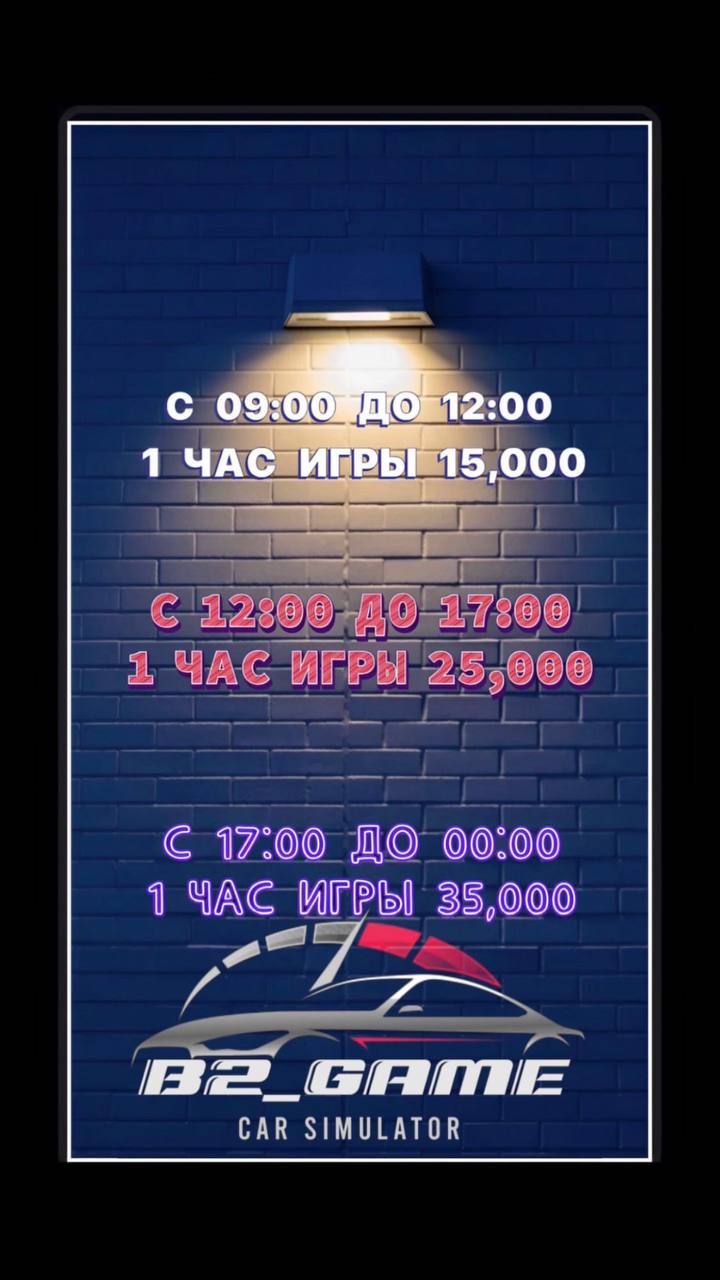 С 09:00 ДО 12:00
1 ЧАС ИГРЫ 15,000
С 12:00 ДО 17:00
1 ЧАС ИГРЫ 25,000
С 17:00 ДО 00:00
1 ЧАС ИГРЫ 35,000
B2_GAME
CAR SIMULATOR